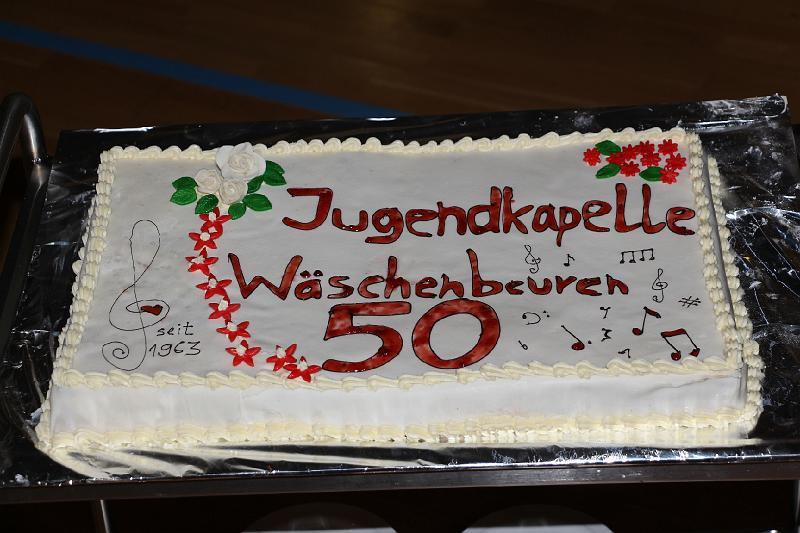 Jugendkapelle
Wäschenbeuren
50
seit
1963